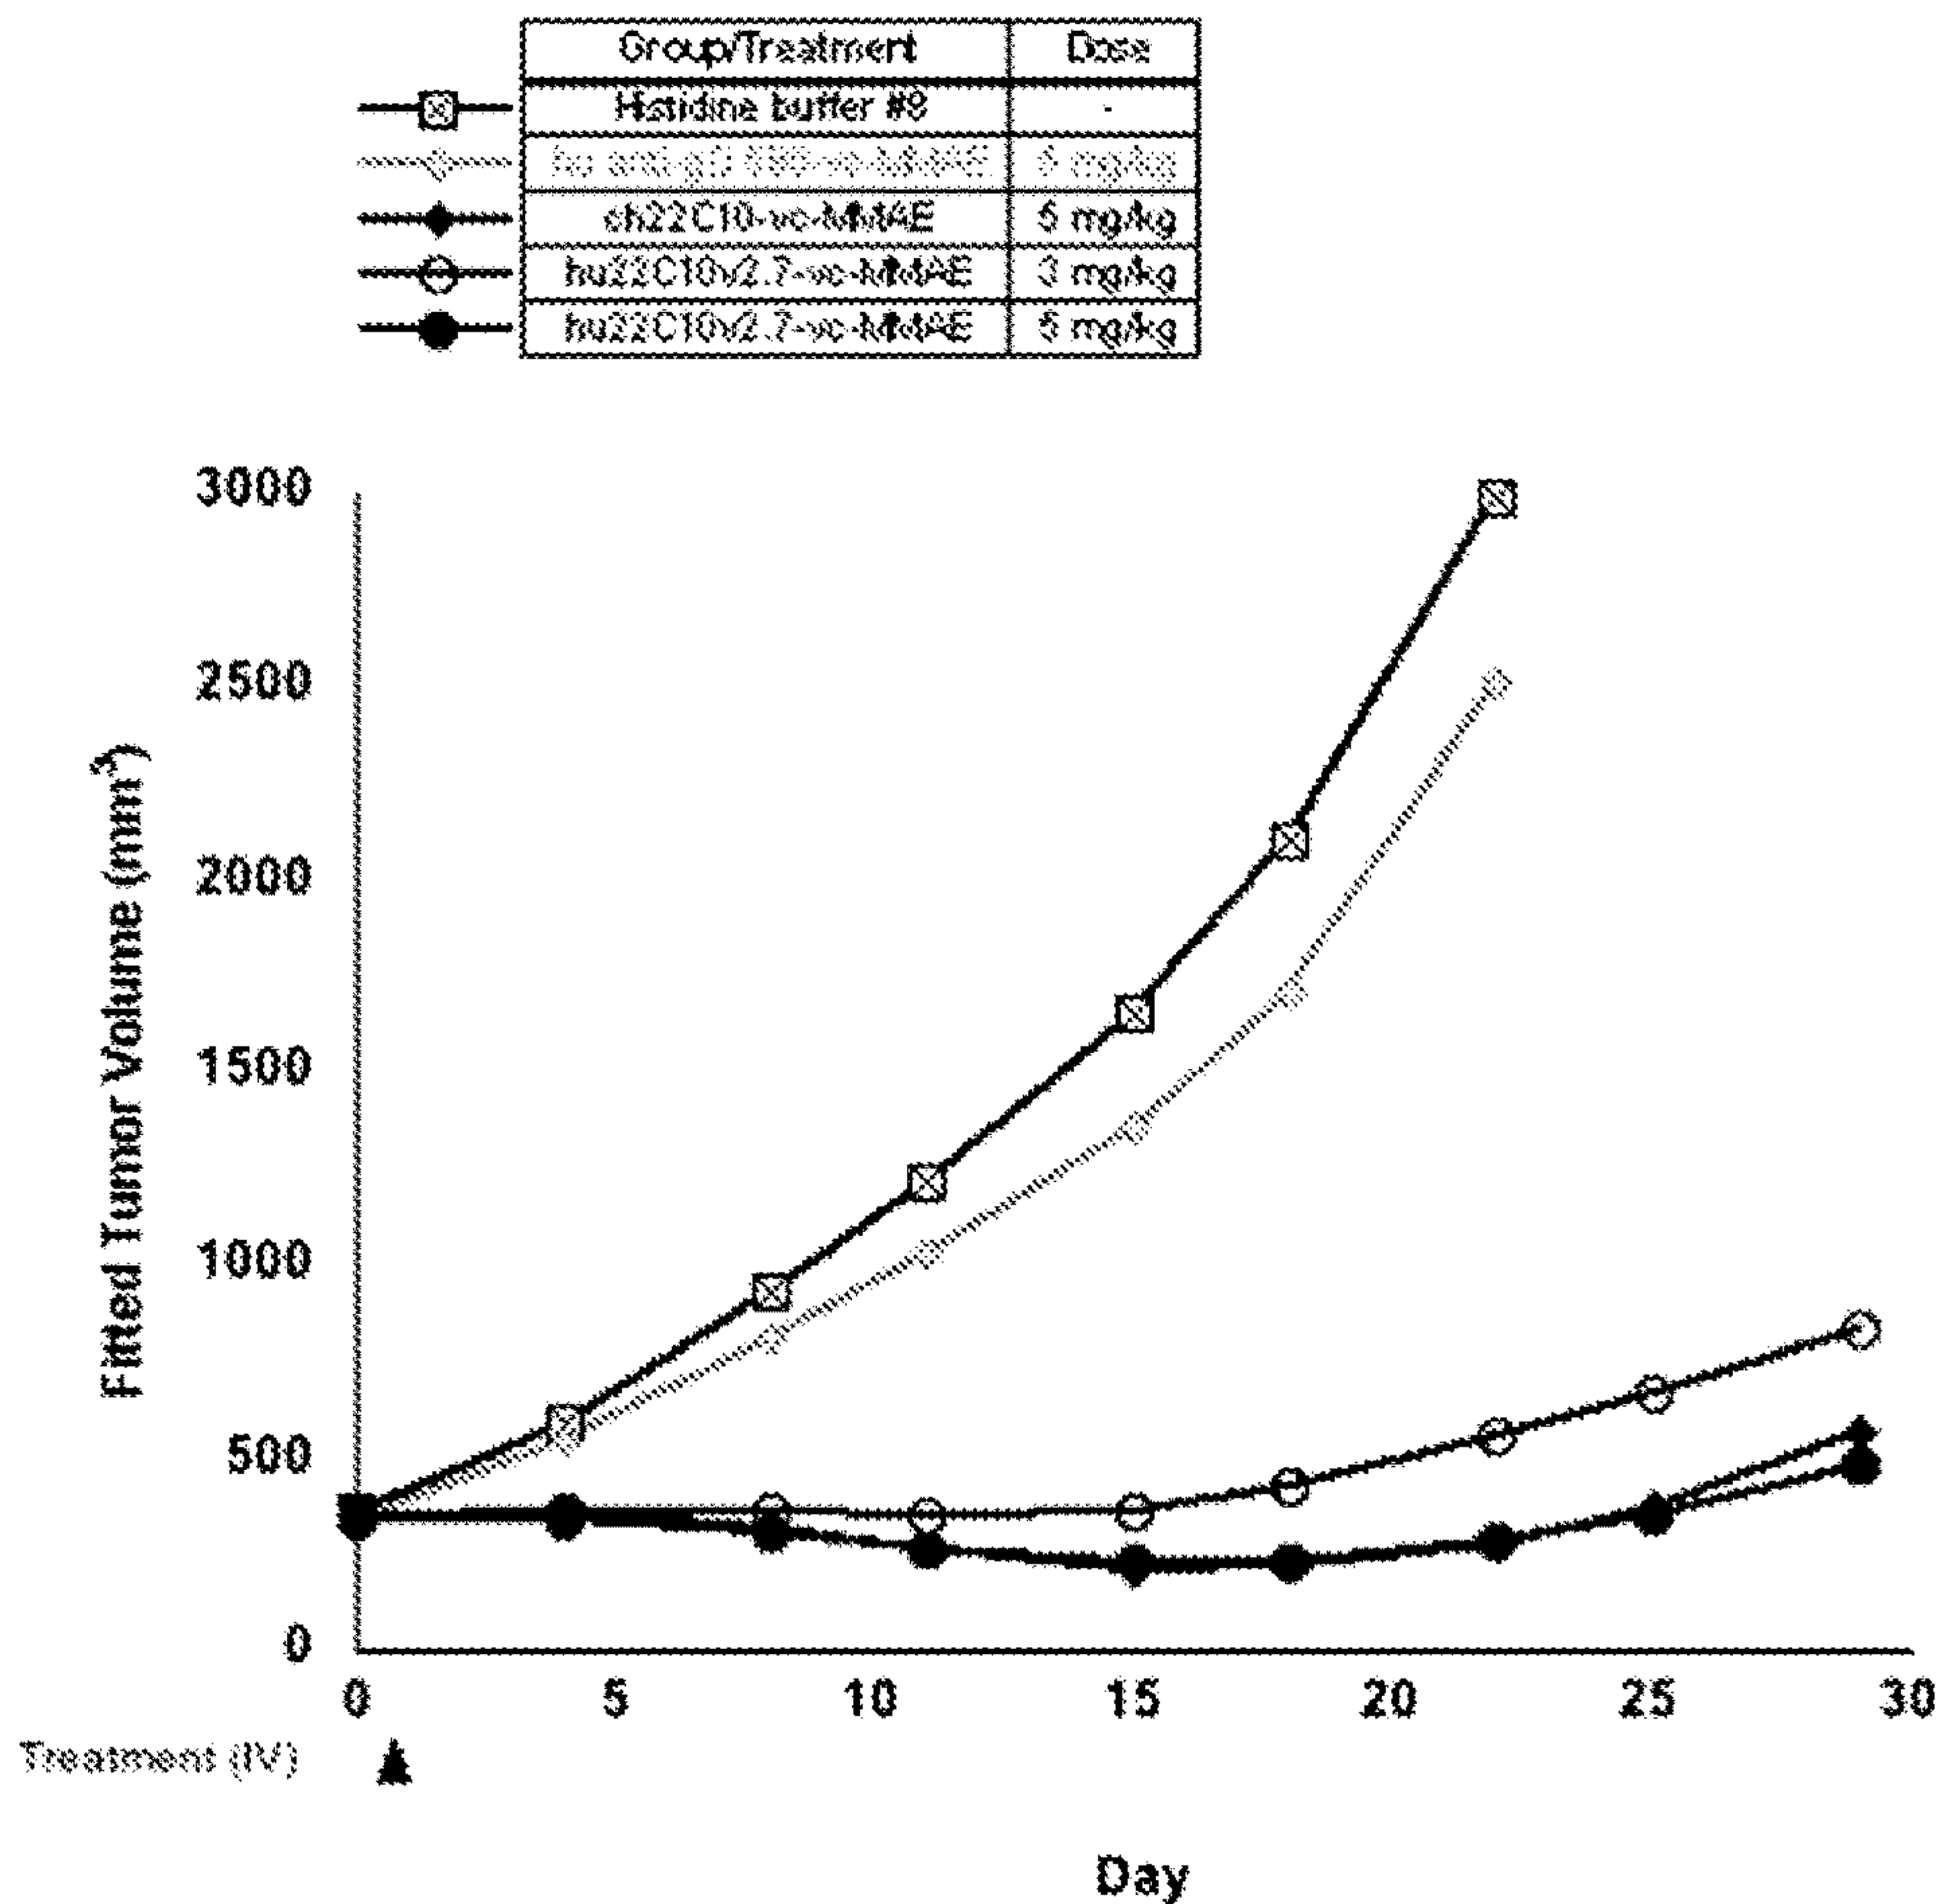 Group/Treatment Dose
Histidine buffer #8 -
mg/kg
ch22C10-vc-MMAE 5 mg/kg
hu22C10v2.7-vc-MMAE 3 mg/kg
hu22C10v2.7-vc-MMAE 5 mg/kg
3000
2500
2000
1500
1000
500
0
Fitted Tumor Volume (mm³)
0 5 10 15 20 25 30
Treatment (IV)
Day